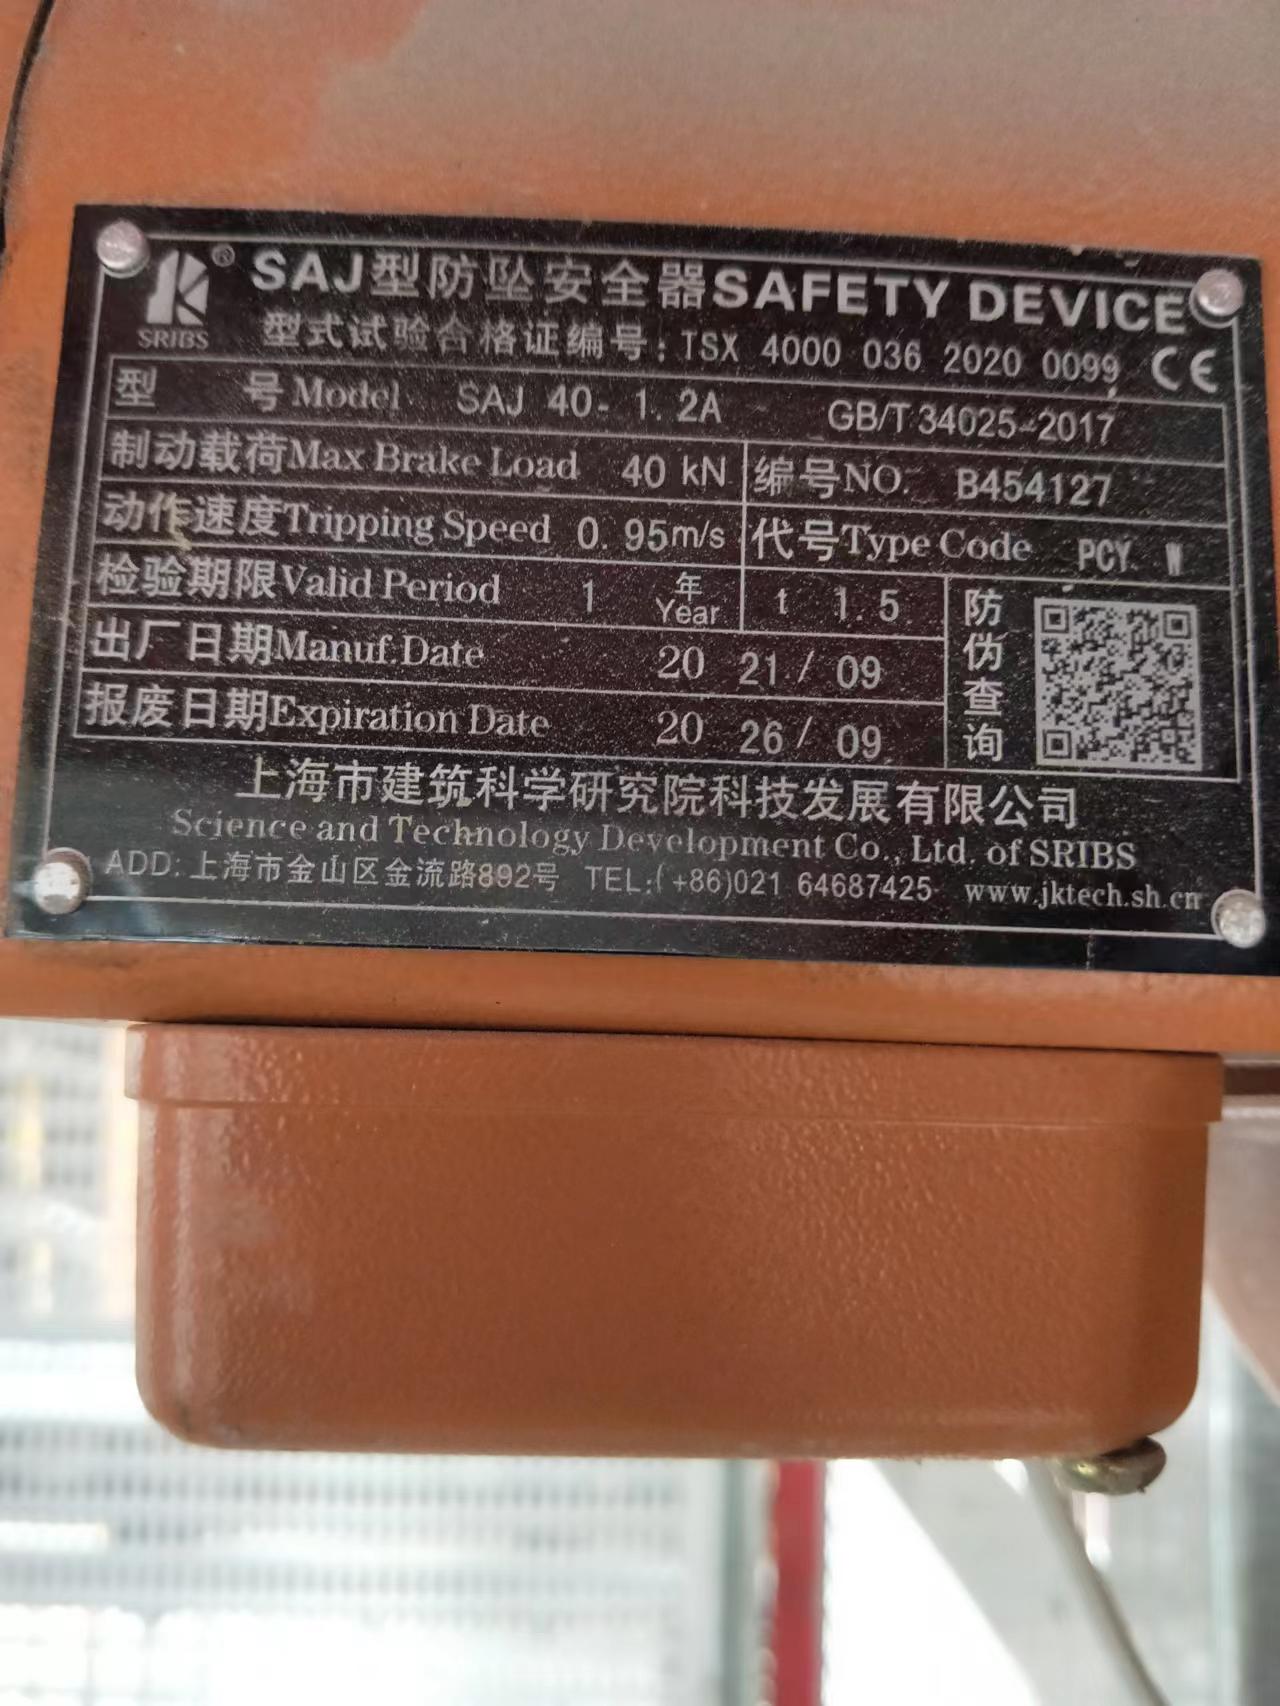 SRIBS ®
SAJ型防坠安全器SAFETY DEVICE
型式试验合格证编号:TSX 4000 036 2020 0099 CE
型 号Model SAJ 40-1.2A GB/T 34025-2017
制动载荷Max Brake Load 40 kN 编号NO. B454127
动作速度Tripping Speed 0.95m/s 代号Type Code PCY W
检验期限Valid Period 1 年Year t 1.5
出厂日期Manuf.Date 2021/09
报废日期Expiration Date 2026/09
防伪查询
上海市建筑科学研究院科技发展有限公司
Science and Technology Development Co., Ltd. of SRIBS
ADD:上海市金山区金流路892号 TEL:(+86)021 64687425 www.jktech.sh.cn